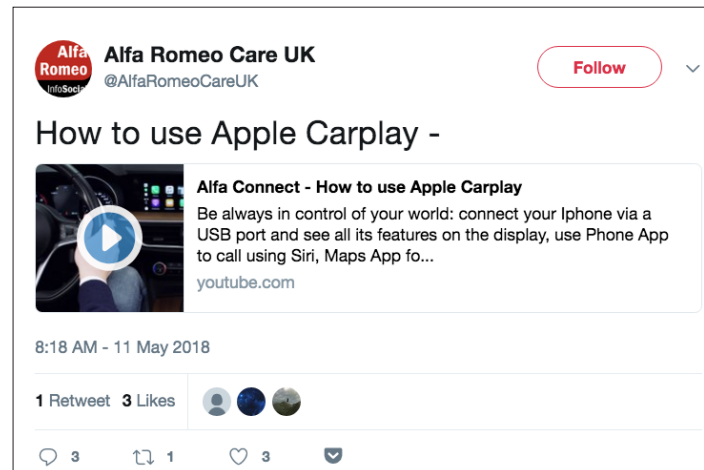 Alfa
Romeo
InfoSocial
Alfa Romeo Care UK
@AlfaRomeoCareUK
Follow
How to use Apple Carplay -
Alfa Connect - How to use Apple Carplay
Be always in control of your world: connect your Iphone via a
USB port and see all its features on the display, use Phone App
to call using Siri, Maps App fo...
youtube.com
8:18 AM - 11 May 2018
1 Retweet 3 Likes
3 1 3